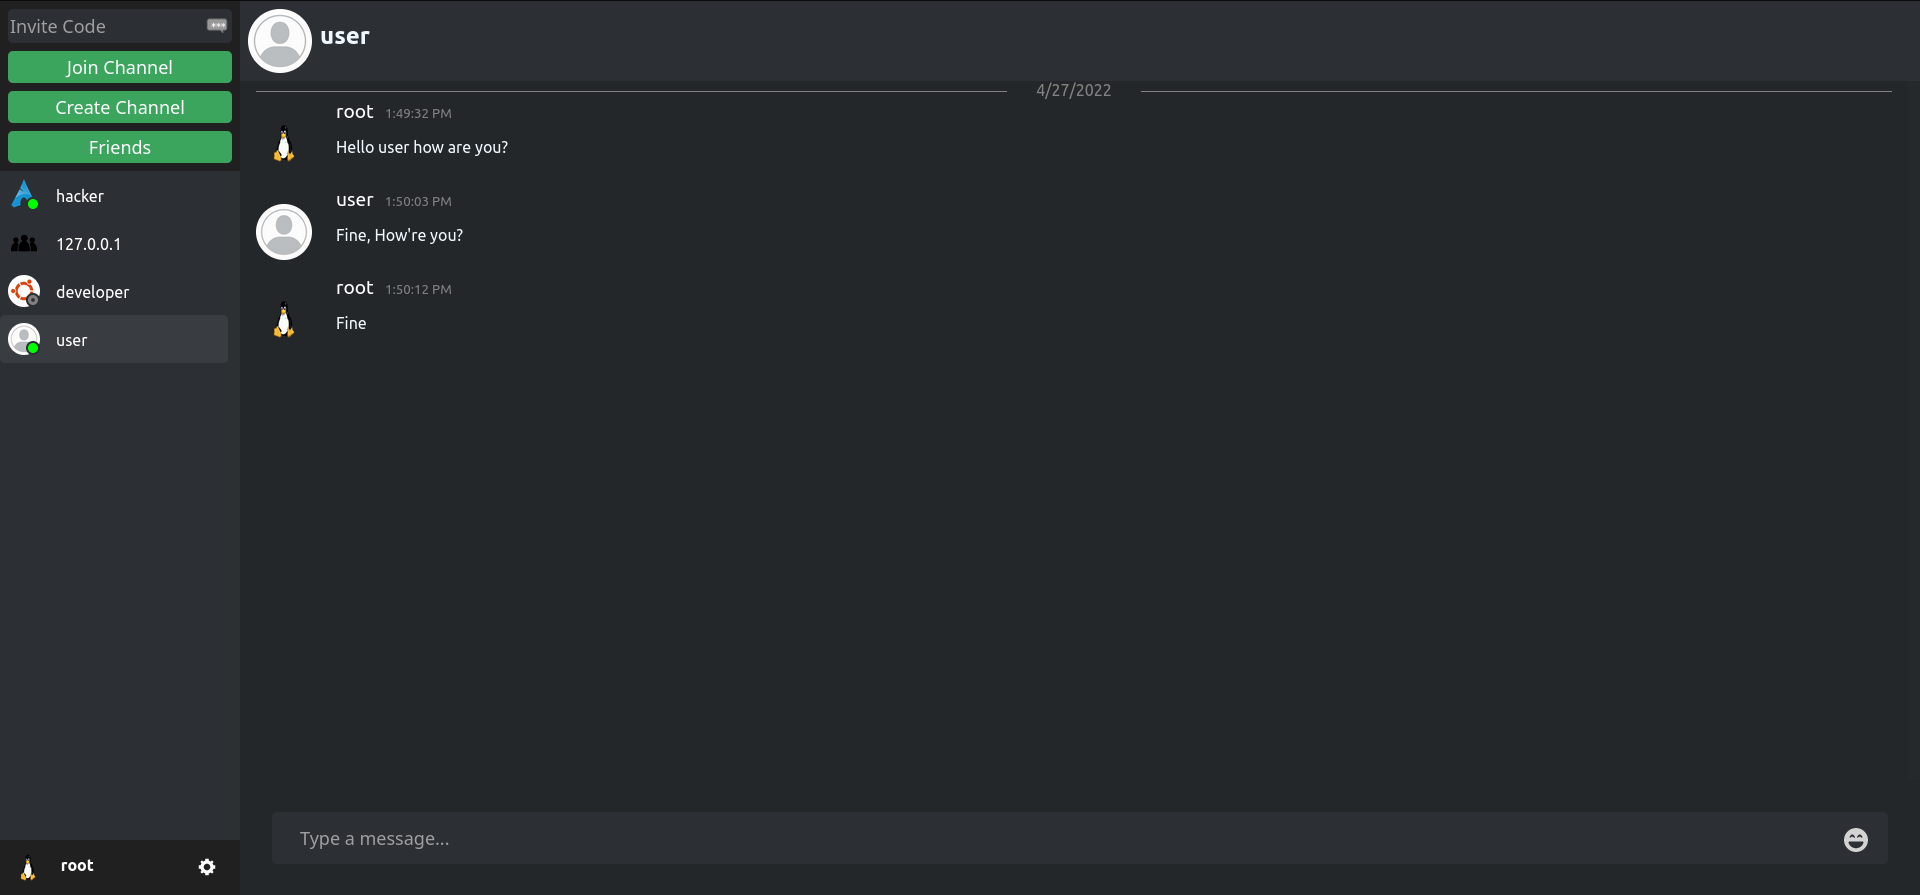 Invite Code
Join Channel
Create Channel
Friends
hacker
127.0.0.1
developer
user
root
user
4/27/2022
root 1:49:32 PM
Hello user how are you?
user 1:50:03 PM
Fine, How're you?
root 1:50:12 PM
Fine
Type a message...